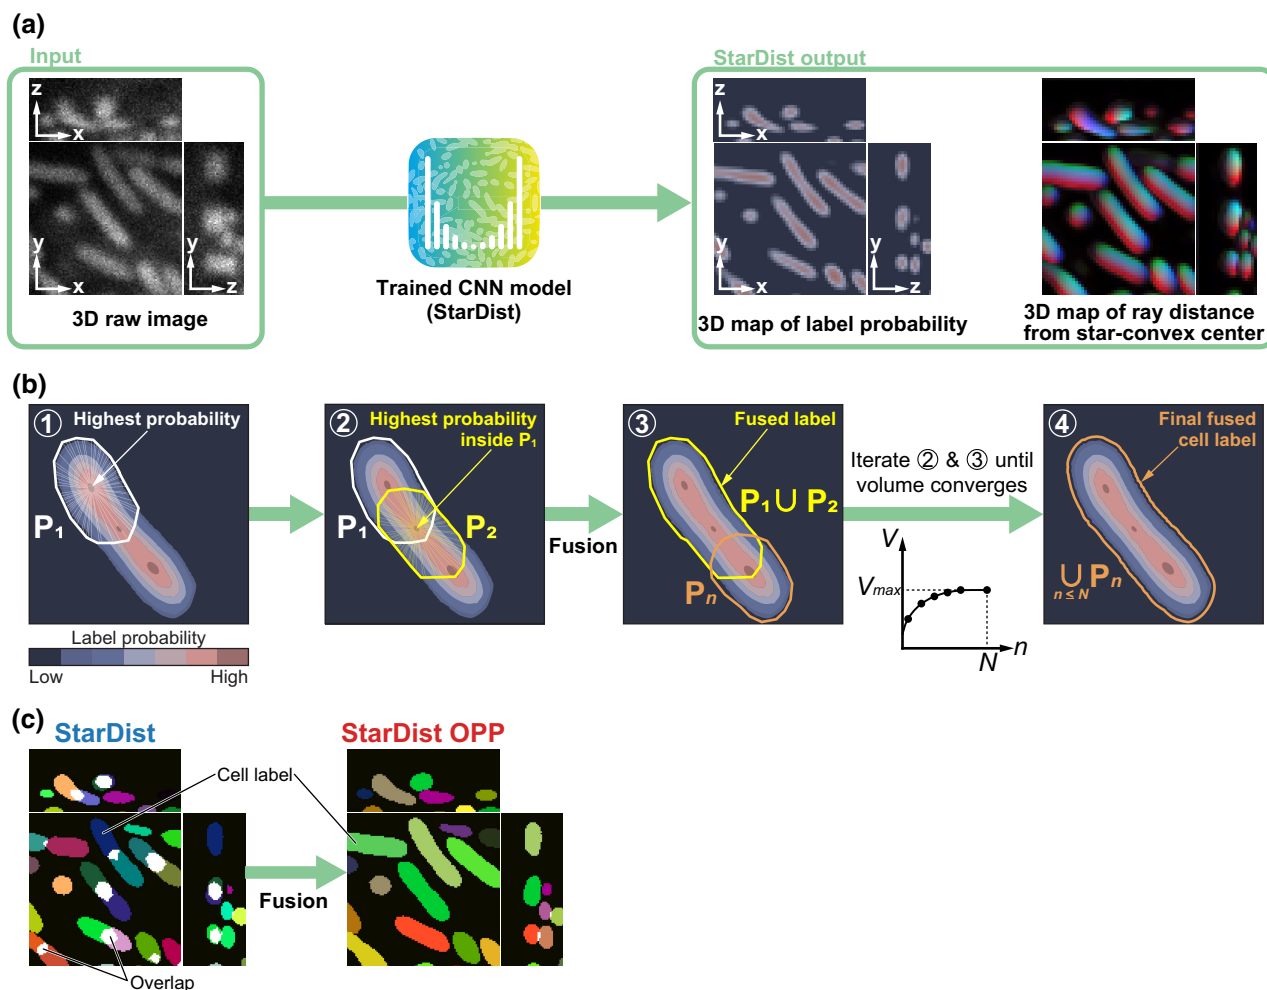 (a)
Input
StarDist output
z
x
y
x
y
z
3D raw image
Trained CNN model
(StarDist)
z
x
y
x
y
z
3D map of label probability
3D map of ray distance
from star-convex center
(b)
①
Highest probability
P₁
②
Highest probability
inside P₁
P₁
P₂
Fusion
③
Fused label
P₁ ∪ P₂
Pₙ
Iterate ② & ③ until
volume converges
V
Vmax
N
n
④
Final fused
cell label
∪ Pₙ
n ≤ N
Label probability
Low
High
(c)
StarDist
StarDist OPP
Cell label
Fusion
Overlap